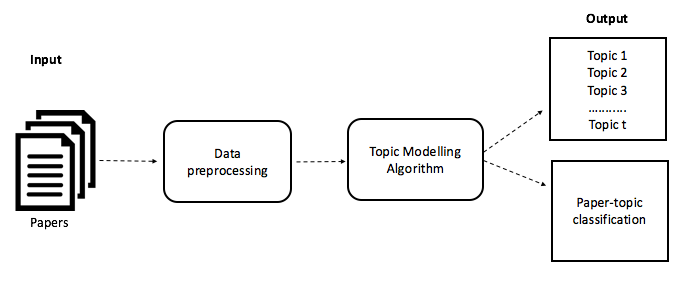 Output
Input
Topic 1
Topic 2
Topic 3
...........
Topic t
Data
preprocessing
Topic Modelling
Algorithm
Paper-topic
classification
Papers